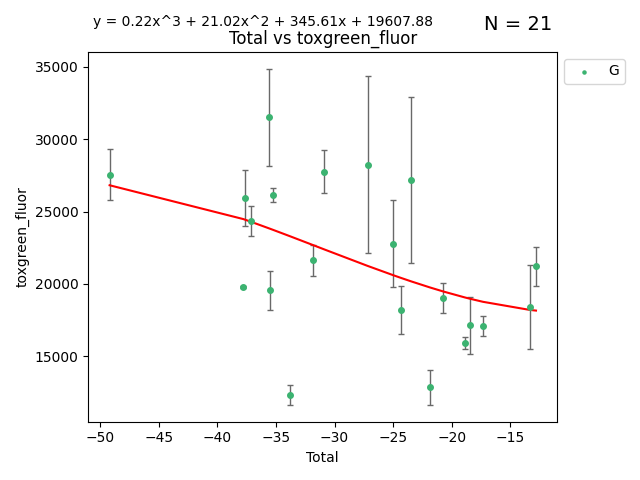 y = 0.22x^3 + 21.02x^2 + 345.61x + 19607.88
N = 21
Total vs toxgreen_fluor
G
35000
30000
25000
20000
15000
toxgreen_fluor
−50 −45 −40 −35 −30 −25 −20 −15
Total